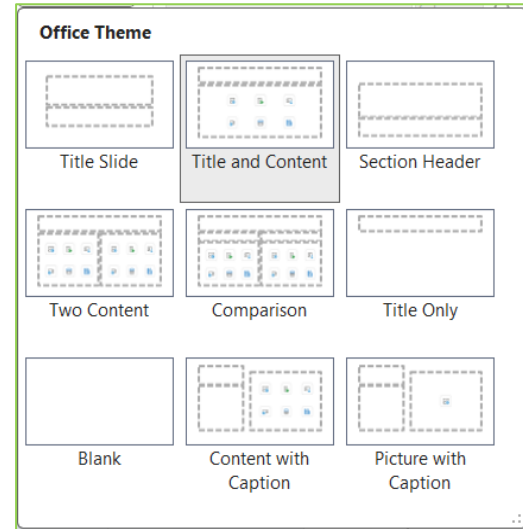 Office Theme
Title Slide
Title and Content
Section Header
Two Content
Comparison
Title Only
Blank
Content with
Caption
Picture with
Caption